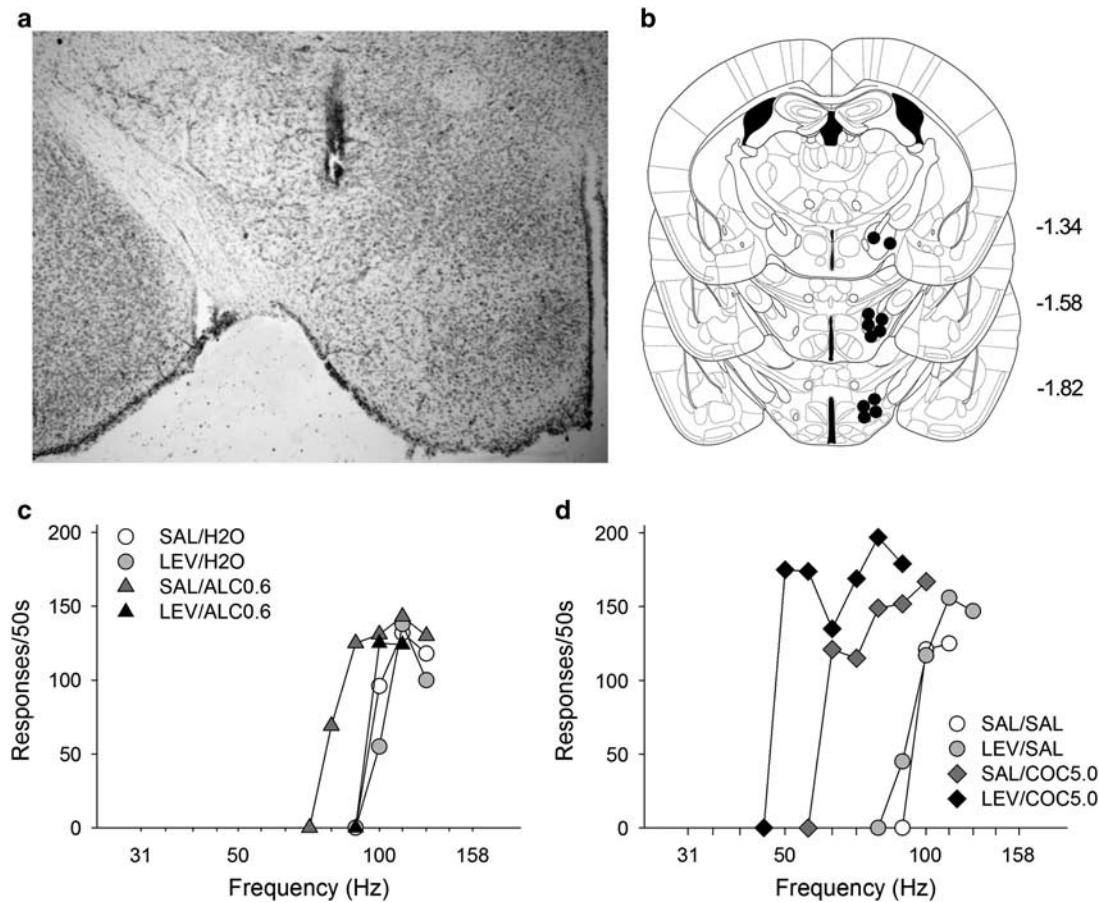 a
b
-1.34
-1.58
-1.82
c
SAL/H2O
LEV/H2O
SAL/ALC0.6
LEV/ALC0.6
200
150
100
50
0
Responses/50s
31 50 100 158
Frequency (Hz)
d
200
150
100
50
0
Responses/50s
SAL/SAL
LEV/SAL
SAL/COC5.0
LEV/COC5.0
31 50 100 158
Frequency (Hz)